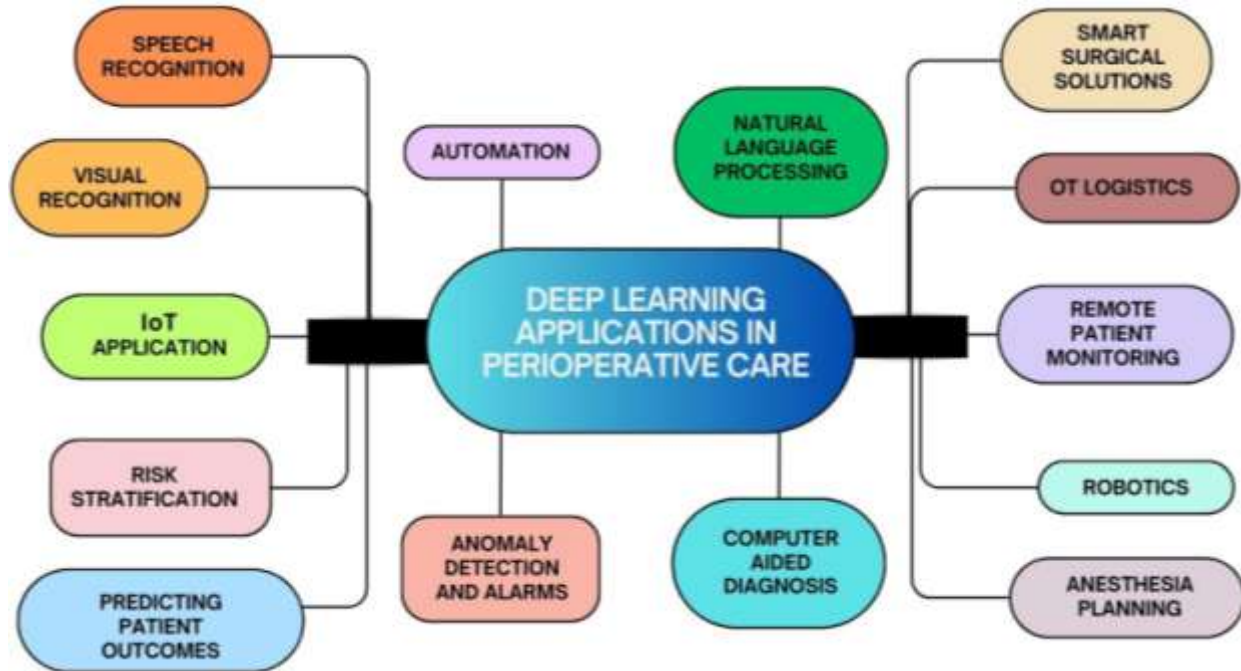 SPEECH
RECOGNITION
VISUAL
RECOGNITION
IoT
APPLICATION
RISK
STRATIFICATION
PREDICTING
PATIENT
OUTCOMES
AUTOMATION
NATURAL
LANGUAGE
PROCESSING
DEEP LEARNING
APPLICATIONS IN
PERIOPERATIVE CARE
ANOMALY
DETECTION
AND ALARMS
COMPUTER
AIDED
DIAGNOSIS
SMART
SURGICAL
SOLUTIONS
OT LOGISTICS
REMOTE
PATIENT
MONITORING
ROBOTICS
ANESTHESIA
PLANNING